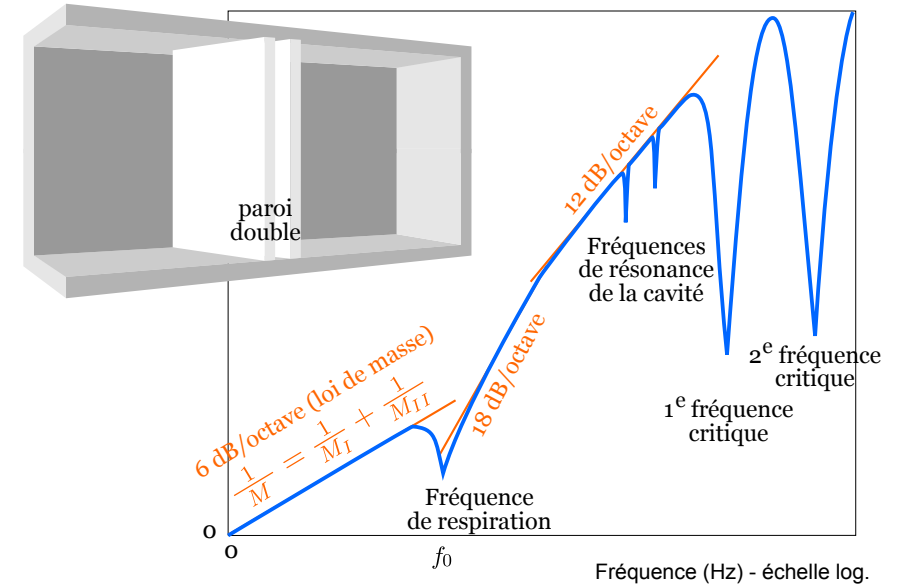 paroi
double
6 dB/octave (loi de masse)
1/M = 1/M_I + 1/M_II
18 dB/octave
12 dB/octave
Fréquences
de résonance
de la cavité
2e fréquence
critique
1e fréquence
critique
Fréquence
de respiration
0
0
f0
Fréquence (Hz) - échelle log.